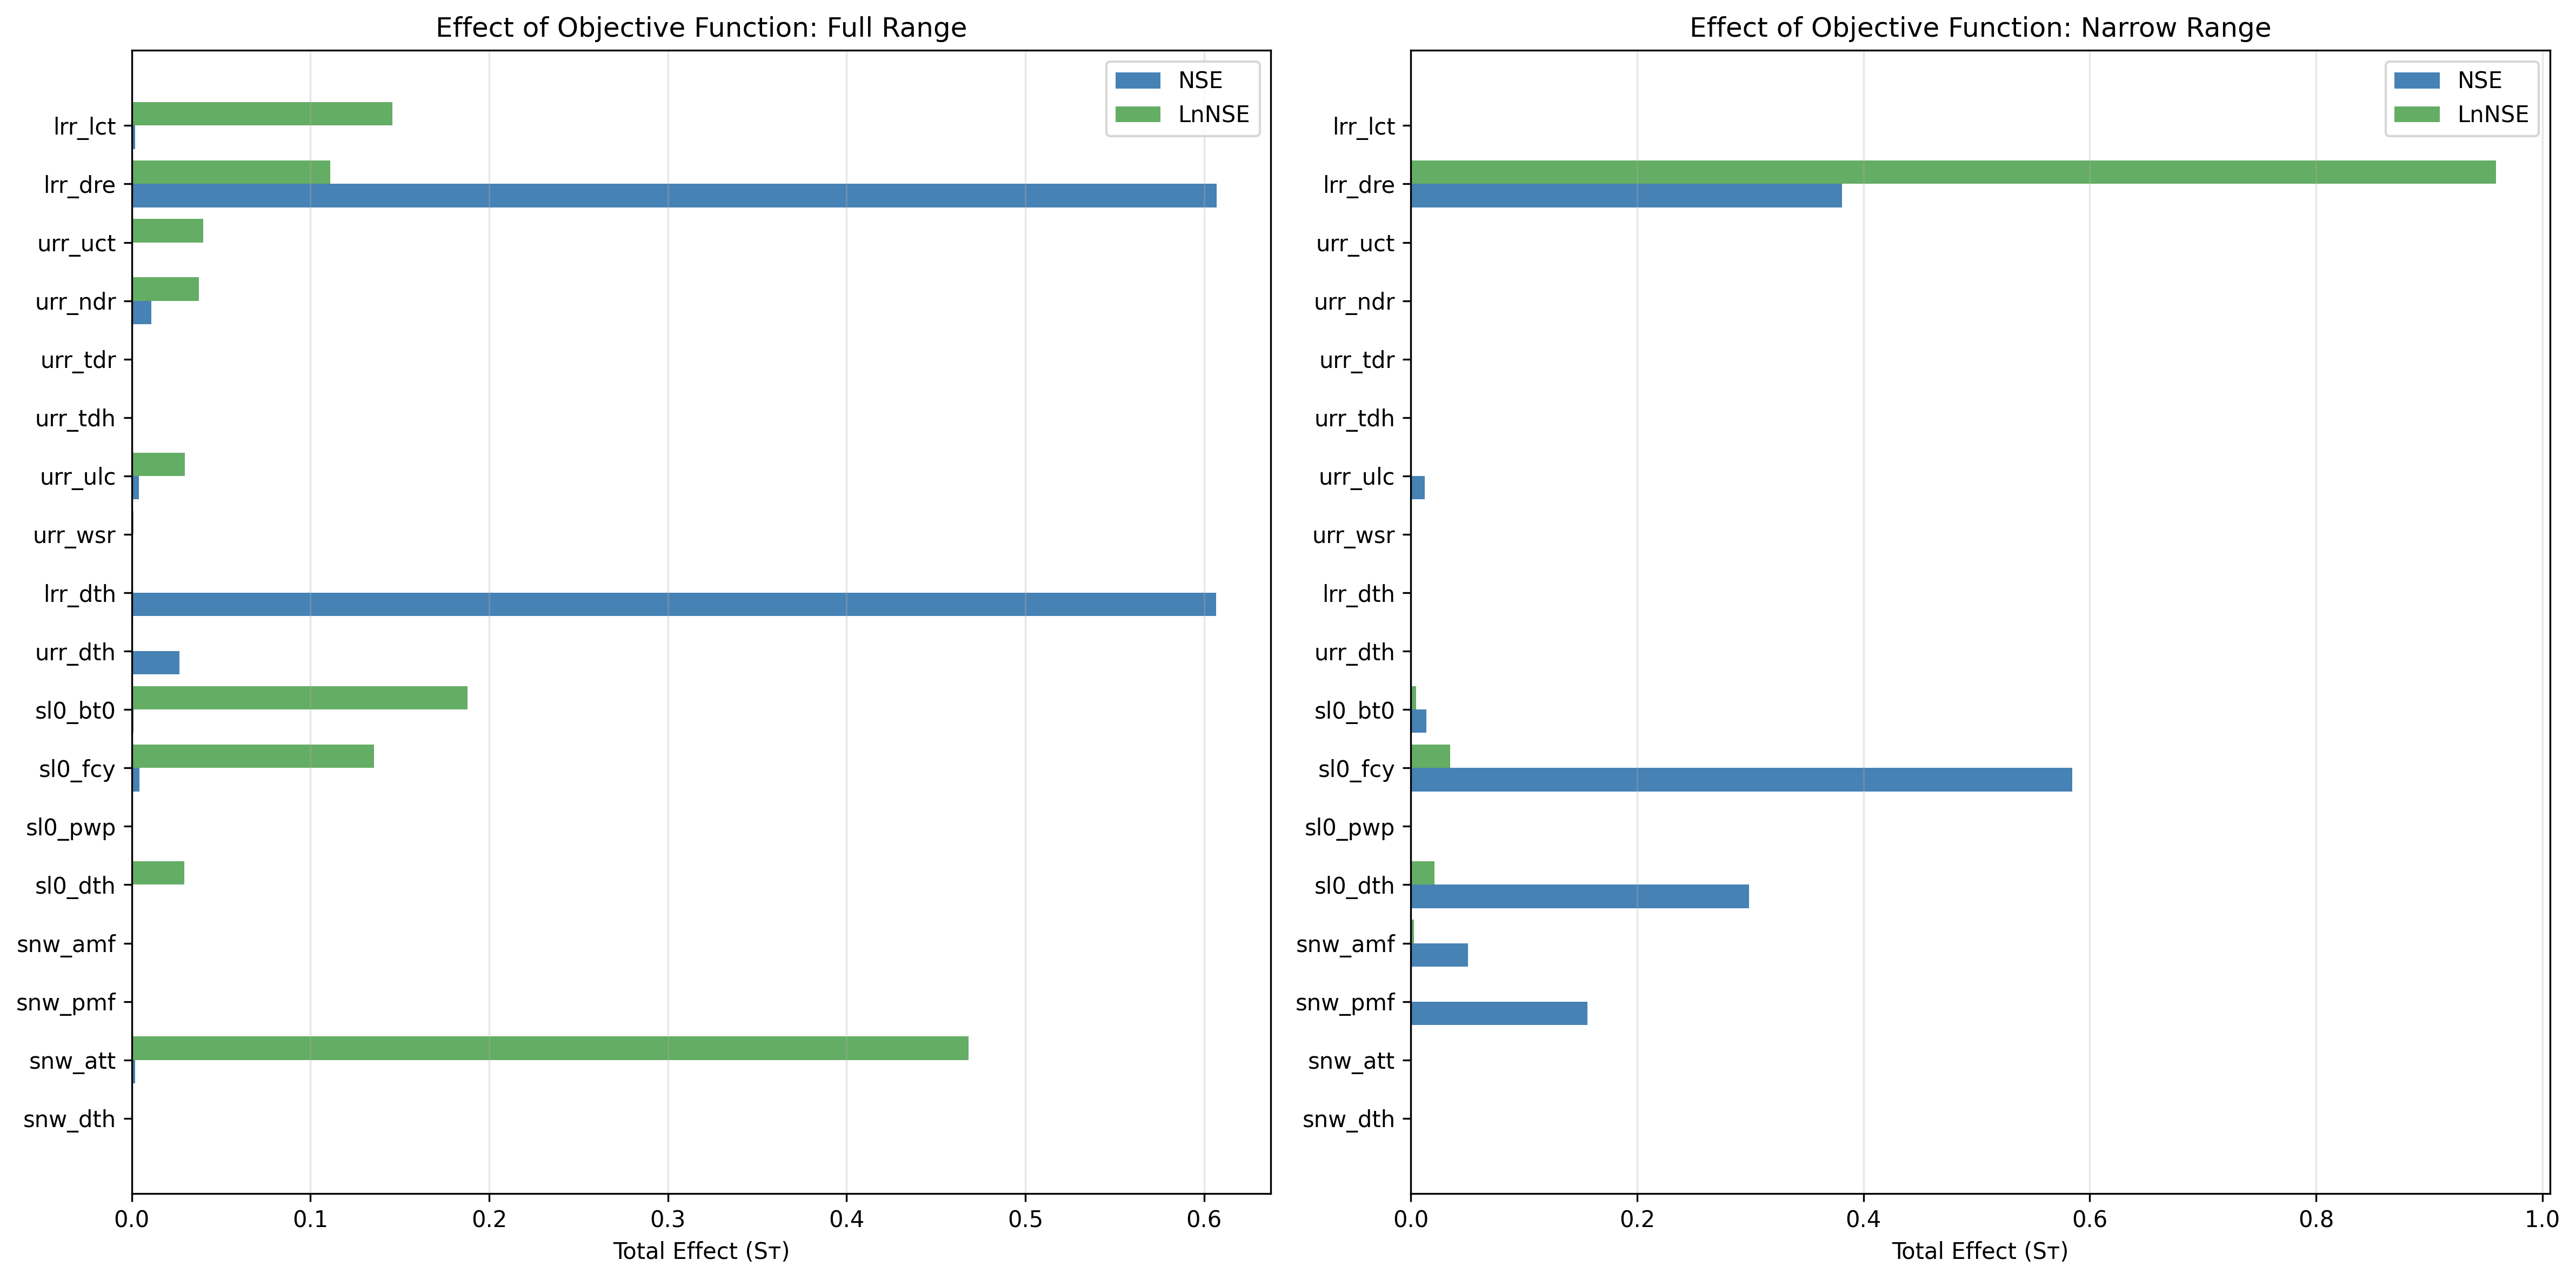 Effect of Objective Function: Full Range
NSE
LnNSE
lrr_lct
lrr_dre
urr_uct
urr_ndr
urr_tdr
urr_tdh
urr_ulc
urr_wsr
lrr_dth
urr_dth
sl0_bt0
sl0_fcy
sl0_pwp
sl0_dth
snw_amf
snw_pmf
snw_att
snw_dth
0.0 0.1 0.2 0.3 0.4 0.5 0.6
Total Effect (Sᴛ)
Effect of Objective Function: Narrow Range
NSE
LnNSE
lrr_lct
lrr_dre
urr_uct
urr_ndr
urr_tdr
urr_tdh
urr_ulc
urr_wsr
lrr_dth
urr_dth
sl0_bt0
sl0_fcy
sl0_pwp
sl0_dth
snw_amf
snw_pmf
snw_att
snw_dth
0.0 0.2 0.4 0.6 0.8 1.0
Total Effect (Sᴛ)